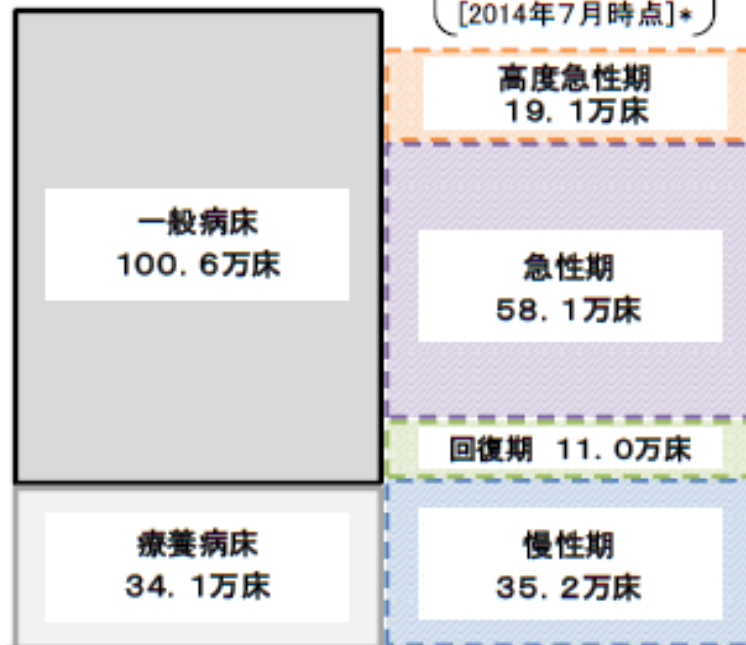 [2014年7月時点]*
一般病床
100.6万床
療養病床
34.1万床
高度急性期
19.1万床
急性期
58.1万床
回復期 11.0万床
慢性期
35.2万床